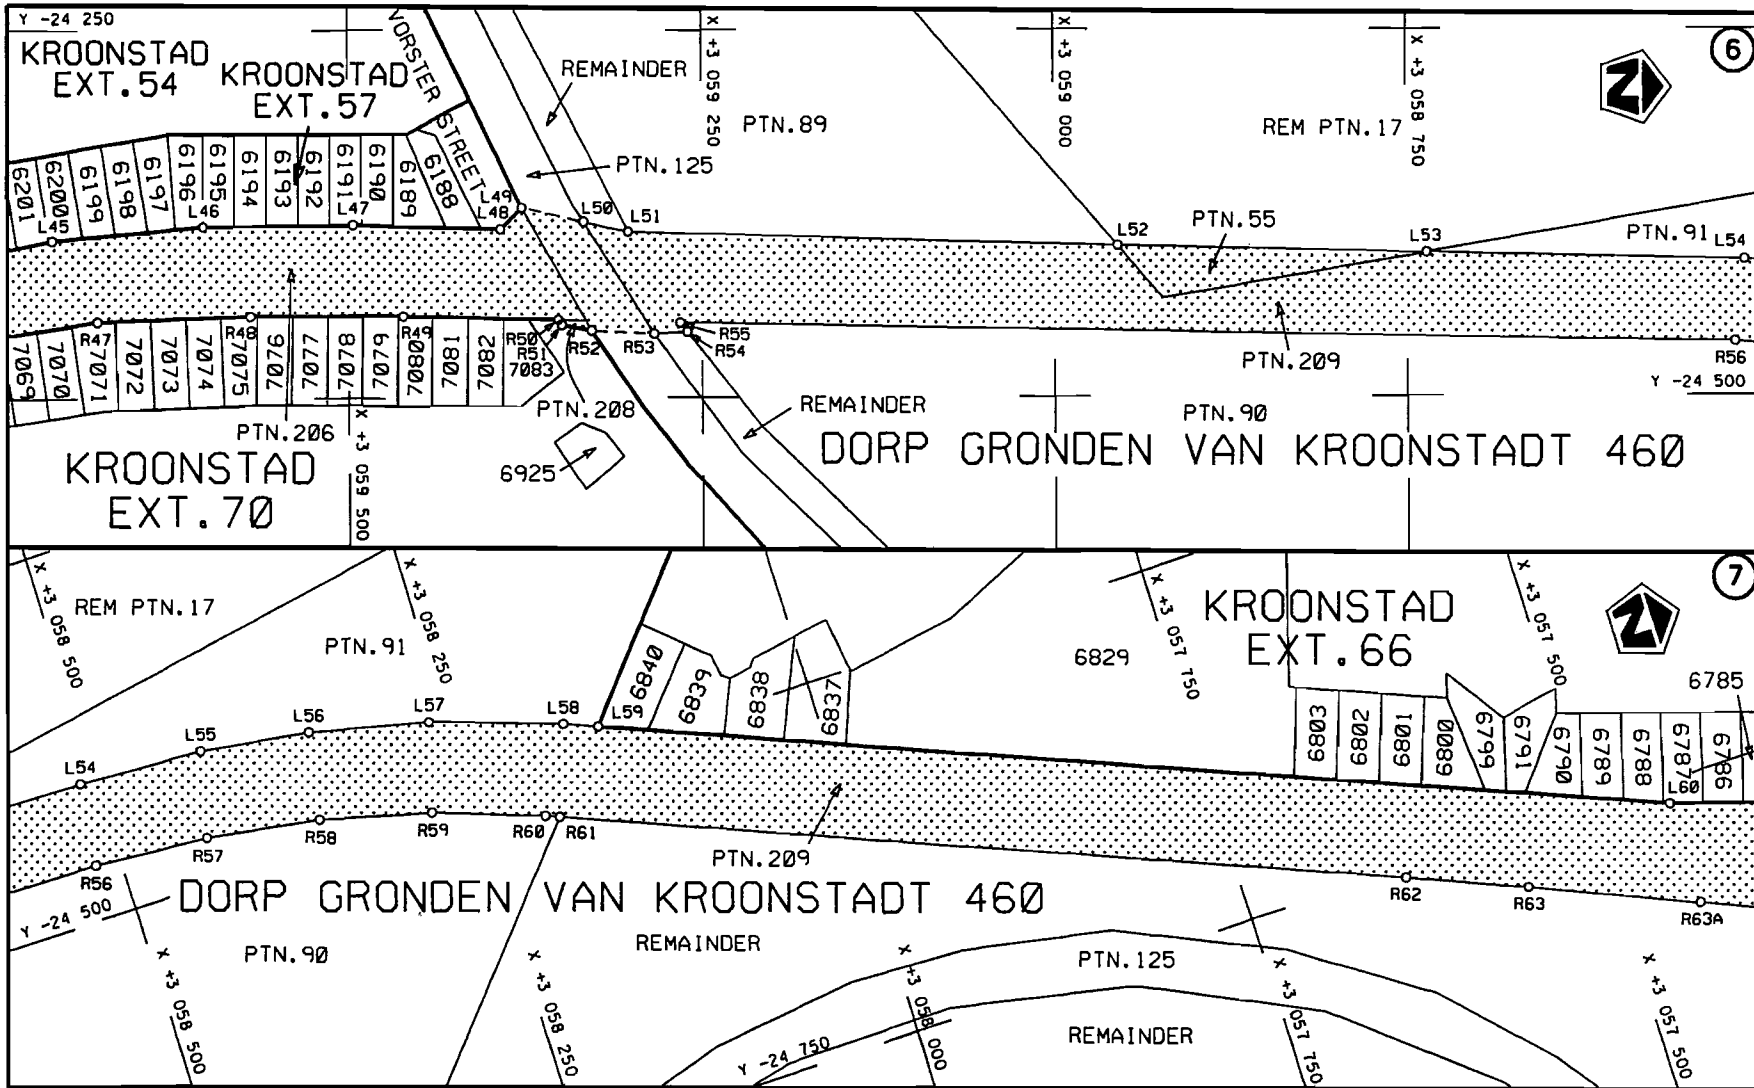 Y -24 250
KROONSTAD
EXT.54
KROONSTAD
EXT.57
VORSTER STREET
REMAINDER
X +3 059 250
PTN.89
X +3 059 000
REM PTN.17
X +3 058 750
N
6
PTN.125
6201
6200
6199
6198
6197
6196
6195
6194
6193
6192
6191
6190
6189
6188
L45
L46
L47
L48
L49
L50
L51
L52
PTN.55
L53
PTN.91
L54
R47
R48
R49
R50
R51
R52
R53
R54
R55
R56
7069
7070
7071
7072
7073
7074
7075
7076
7077
7078
7079
7080
7081
7082
7083
PTN.206
PTN.208
PTN.209
Y -24 500
X +3 059 500
REMAINDER
PTN.90
KROONSTAD
EXT.70
6925
DORP GRONDEN VAN KROONSTADT 460
7
X +3 058 500
REM PTN.17
PTN.91
X +3 058 250
6840
6839
6838
6837
6829
X +3 057 750
KROONSTAD
EXT.66
X +3 057 500
N
6785
6803
6802
6801
6800
6799
6791
6790
6789
6788
6787
6786
L54
L55
L56
L57
L58
L59
L60
R56
R57
R58
R59
R60
R61
R62
R63
R63A
PTN.209
Y -24 500
DORP GRONDEN VAN KROONSTADT 460
PTN.90
REMAINDER
PTN.125
X +3 058 500
X +3 058 250
X +3 058 000
X +3 057 750
X +3 057 500
Y -24 750
REMAINDER